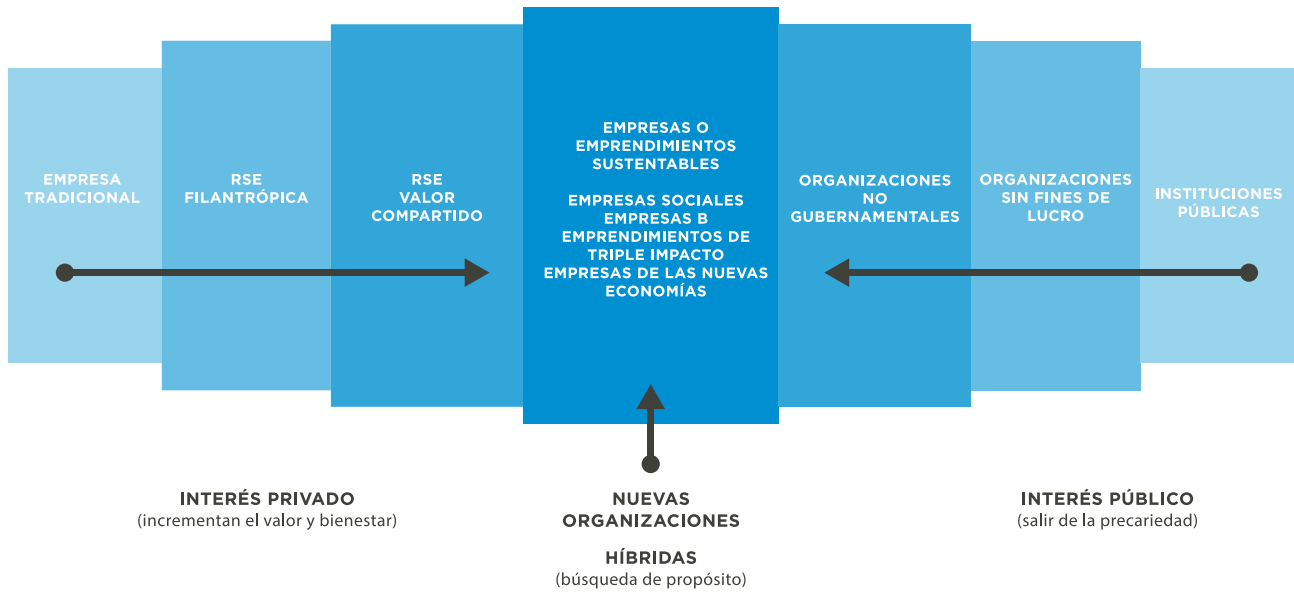 EMPRESA
TRADICIONAL
RSE
FILANTRÓPICA
RSE
VALOR
COMPARTIDO
EMPRESAS O
EMPRENDIMIENTOS
SUSTENTABLES
EMPRESAS SOCIALES
EMPRESAS B
EMPRENDIMIENTOS DE
TRIPLE IMPACTO
EMPRESAS DE LAS NUEVAS
ECONOMÍAS
ORGANIZACIONES
NO
GUBERNAMENTALES
ORGANIZACIONES
SIN FINES DE
LUCRO
INSTITUCIONES
PÚBLICAS
INTERÉS PRIVADO
(incrementan el valor y bienestar)
NUEVAS
ORGANIZACIONES
HÍBRIDAS
(búsqueda de propósito)
INTERÉS PÚBLICO
(salir de la precariedad)